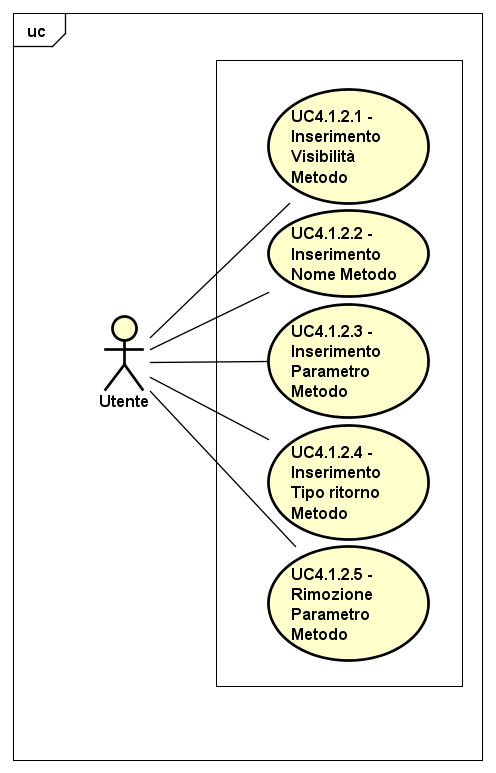 uc
UC4.1.2.1 -
Inserimento
Visibilità
Metodo
UC4.1.2.2 -
Inserimento
Nome Metodo
UC4.1.2.3 -
Inserimento
Parametro
Metodo
Utente
UC4.1.2.4 -
Inserimento
Tipo ritorno
Metodo
UC4.1.2.5 -
Rimozione
Parametro
Metodo